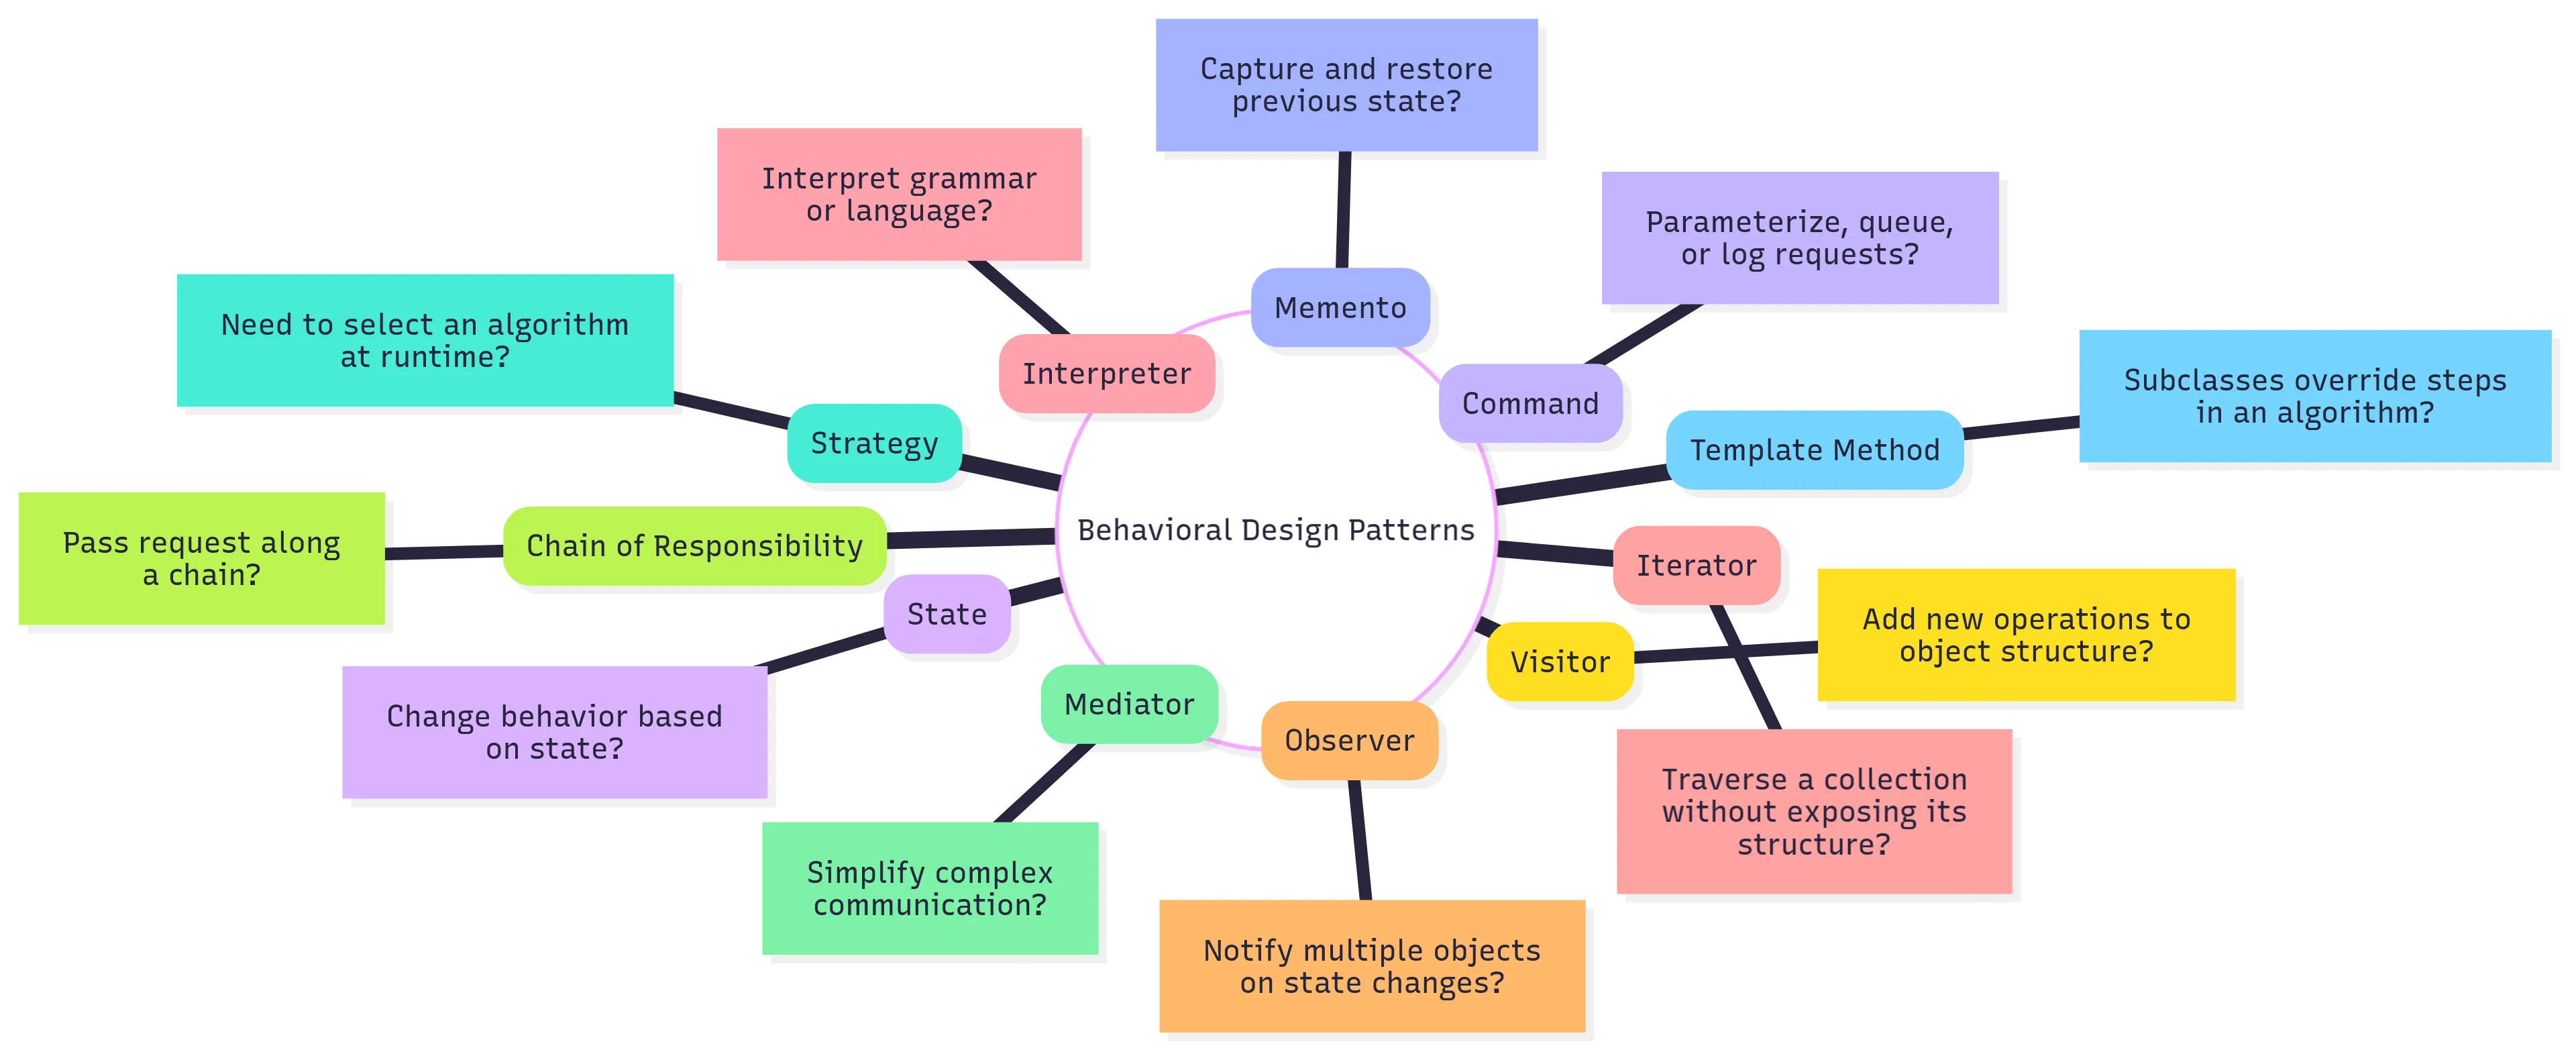 Capture and restore
previous state?
Interpret grammar
or language?
Parameterize, queue,
or log requests?
Need to select an algorithm
at runtime?
Memento
Interpreter
Command
Subclasses override steps
in an algorithm?
Strategy
Template Method
Pass request along
a chain?
Chain of Responsibility
Behavioral Design Patterns
Iterator
State
Visitor
Add new operations to
object structure?
Change behavior based
on state?
Mediator
Observer
Traverse a collection
without exposing its
structure?
Simplify complex
communication?
Notify multiple objects
on state changes?